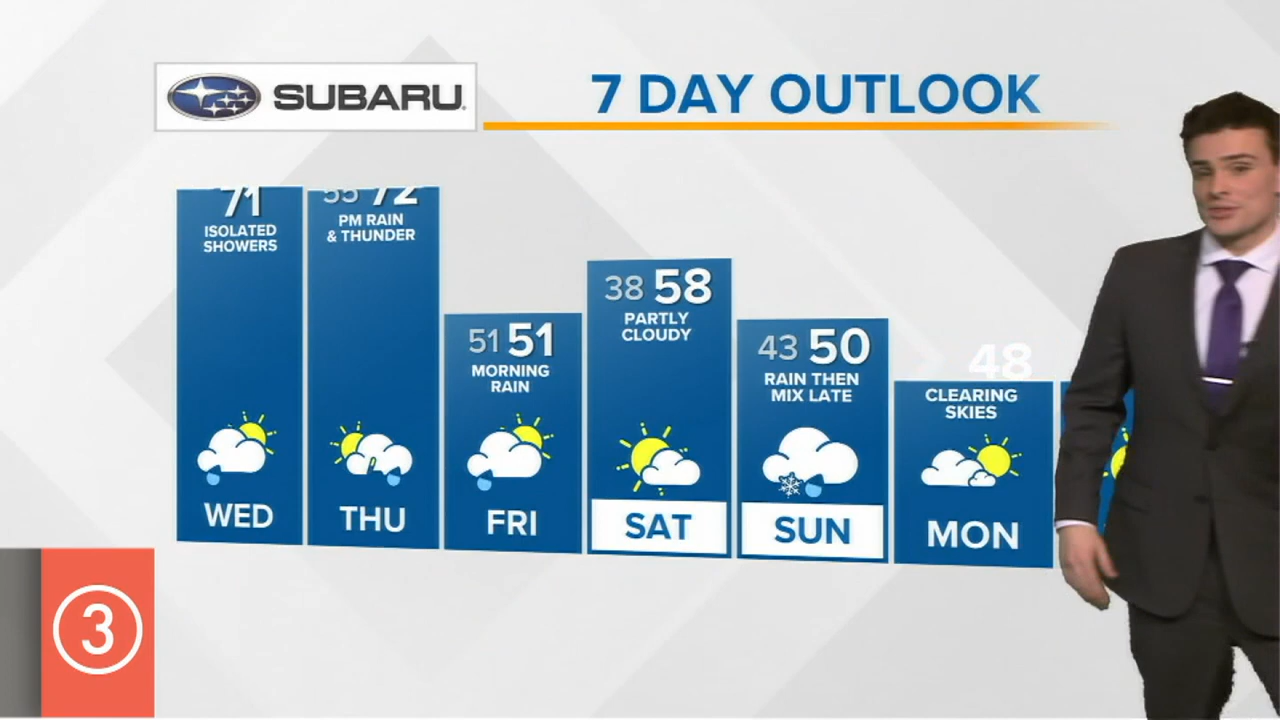 SUBARU
7 DAY OUTLOOK
71
ISOLATED
SHOWERS
55 72
PM RAIN
& THUNDER
51 51
MORNING
RAIN
38 58
PARTLY
CLOUDY
43 50
RAIN THEN
MIX LATE
48
CLEARING
SKIES
WED
THU
FRI
SAT
SUN
MON
3